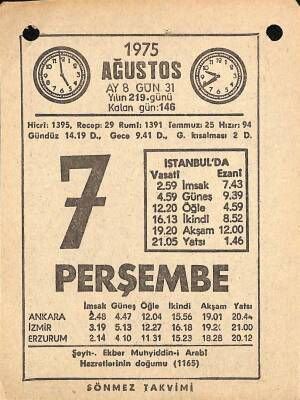 1975
AĞUSTOS
AY 8 GÜN 31
Yılın 219. günü
Kalan gün: 146
Hicrî: 1395, Recep: 29 Rumî: 1391 Temmuz: 25 Hızır: 94
Gündüz 14.19 D., Gece 9.41 D., G. kısalması 2 D.
7
İSTANBUL'DA
Vasatî Ezanî
2.59 İmsak 7.43
4.59 Güneş 9.39
12.20 Öğle 4.59
16.13 İkindi 8.52
19.20 Akşam 12.00
21.05 Yatsı 1.46
PERŞEMBE
İmsak Güneş Öğle İkindi Akşam Yatsı
ANKARA 2.48 4.47 12.04 15.56 19.01 20.44
İZMİR 3.19 5.13 12.27 16.18 19.20 21.00
ERZURUM 2.14 4.10 11.31 15.23 18.28 20.12
Şeyh-. Ekber Muhyiddin-i Arabî
Hazretlerinin doğumu (1165)
SÖNMEZ TAKVİMİ